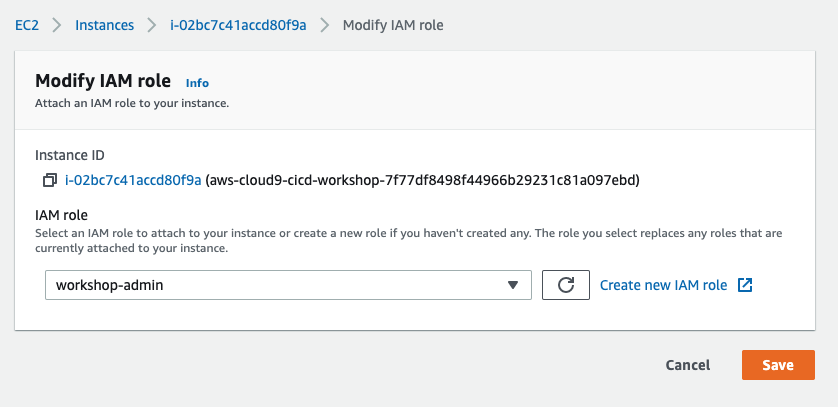 EC2 > Instances > i-02bc7c41accd80f9a > Modify IAM role
Modify IAM role Info
Attach an IAM role to your instance.
Instance ID
i-02bc7c41accd80f9a (aws-cloud9-cicd-workshop-7f77df8498f44966b29231c81a097ebd)
IAM role
Select an IAM role to attach to your instance or create a new role if you haven't created any. The role you select replaces any roles that are
currently attached to your instance.
workshop-admin
Create new IAM role
Cancel Save